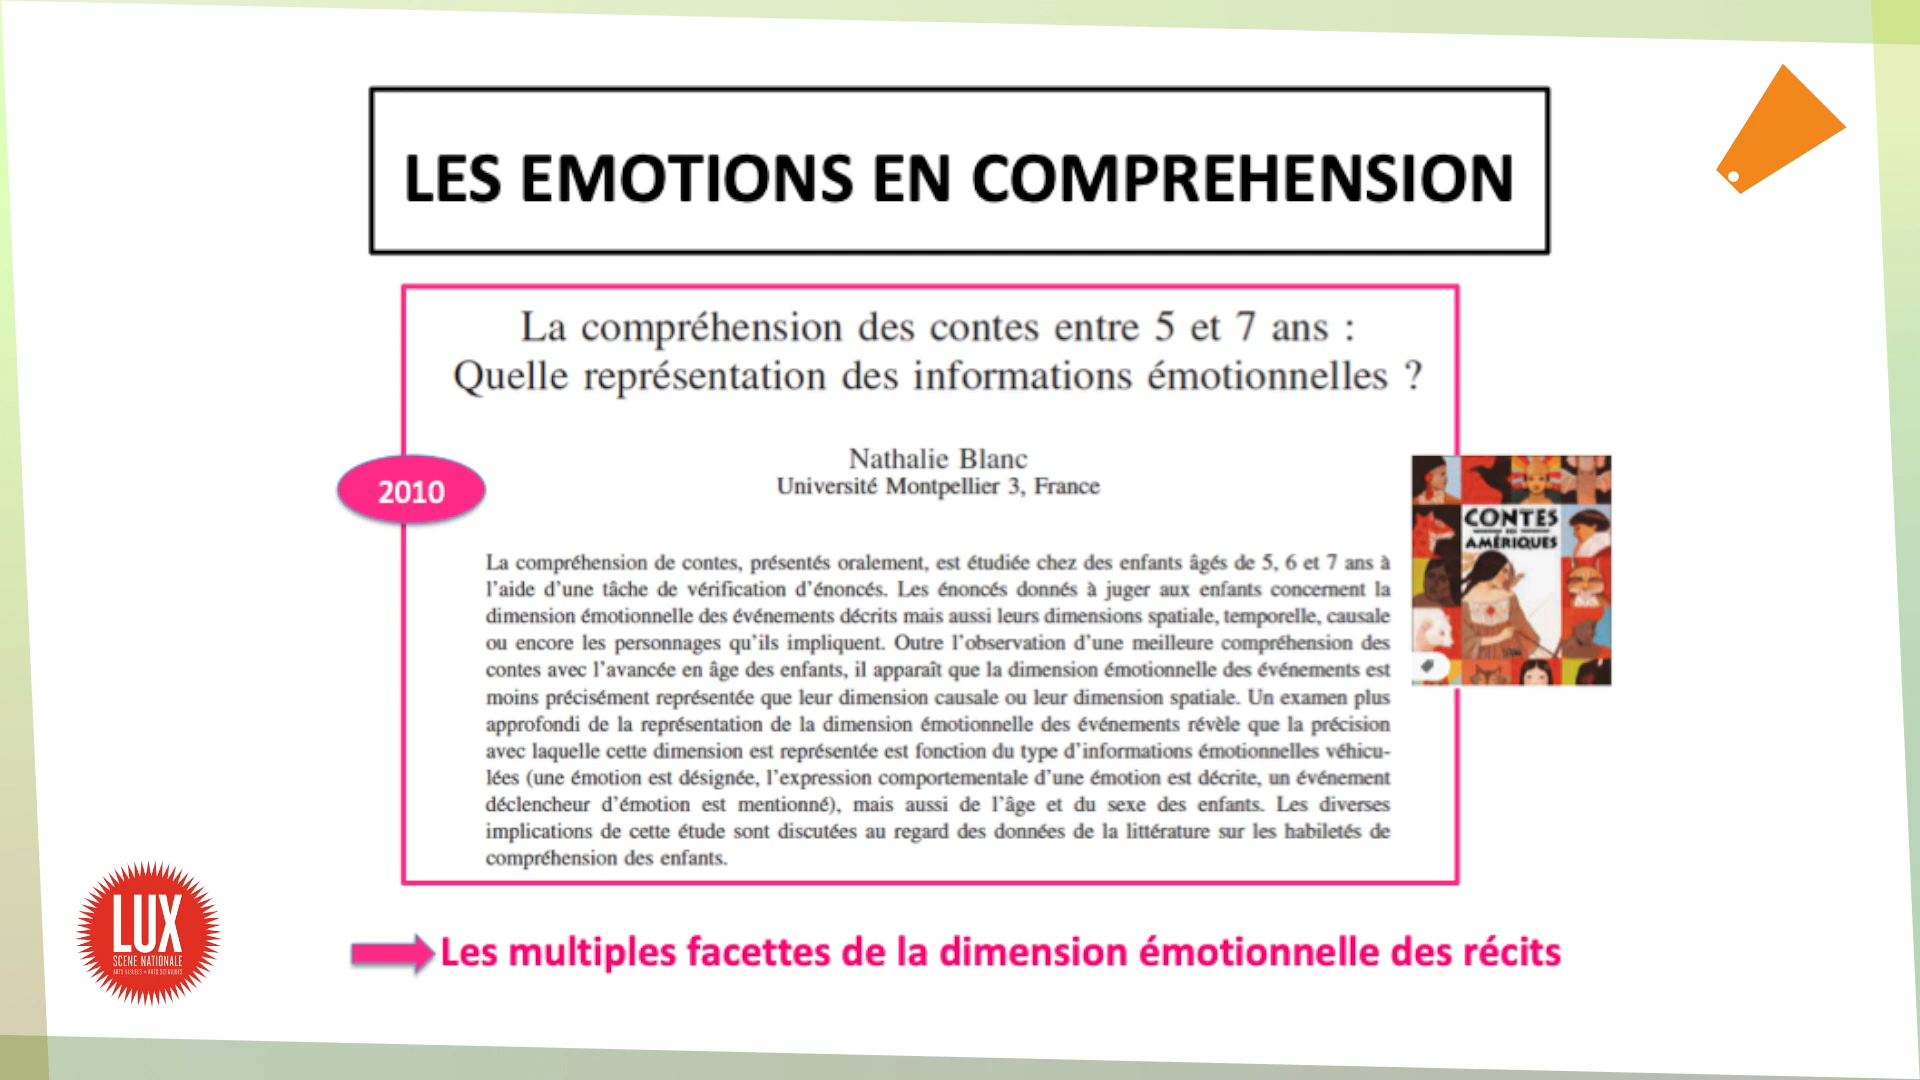 LES EMOTIONS EN COMPREHENSION
La compréhension des contes entre 5 et 7 ans :
Quelle représentation des informations émotionnelles ?
Nathalie Blanc
Université Montpellier 3, France
2010
CONTES
AMÉRIQUES
La compréhension de contes, présentés oralement, est étudiée chez des enfants âgés de 5, 6 et 7 ans à
l'aide d'une tâche de vérification d'énoncés. Les énoncés donnés à juger aux enfants concernent la
dimension émotionnelle des événements décrits mais aussi leurs dimensions spatiale, temporelle, causale
ou encore les personnages qu'ils impliquent. Outre l'observation d'une meilleure compréhension des
contes avec l'avancée en âge des enfants, il apparaît que la dimension émotionnelle des événements est
moins précisément représentée que leur dimension causale ou leur dimension spatiale. Un examen plus
approfondi de la représentation de la dimension émotionnelle des événements révèle que la précision
avec laquelle cette dimension est représentée est fonction du type d'informations émotionnelles véhicu-
lées (une émotion est désignée, l'expression comportementale d'une émotion est décrite, un événement
déclencheur d'émotion est mentionné), mais aussi de l'âge et du sexe des enfants. Les diverses
implications de cette étude sont discutées au regard des données de la littérature sur les habiletés de
compréhension des enfants.
LUX
SCÈNE NATIONALE
ARTS VISUELS + ARTS SCÉNIQUES
Les multiples facettes de la dimension émotionnelle des récits